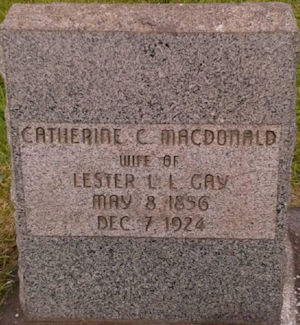 CATHERINE C. MACDONALD
WIFE OF
LESTER L. L. GAY
MAY 8, 1856
DEC. 7, 1924